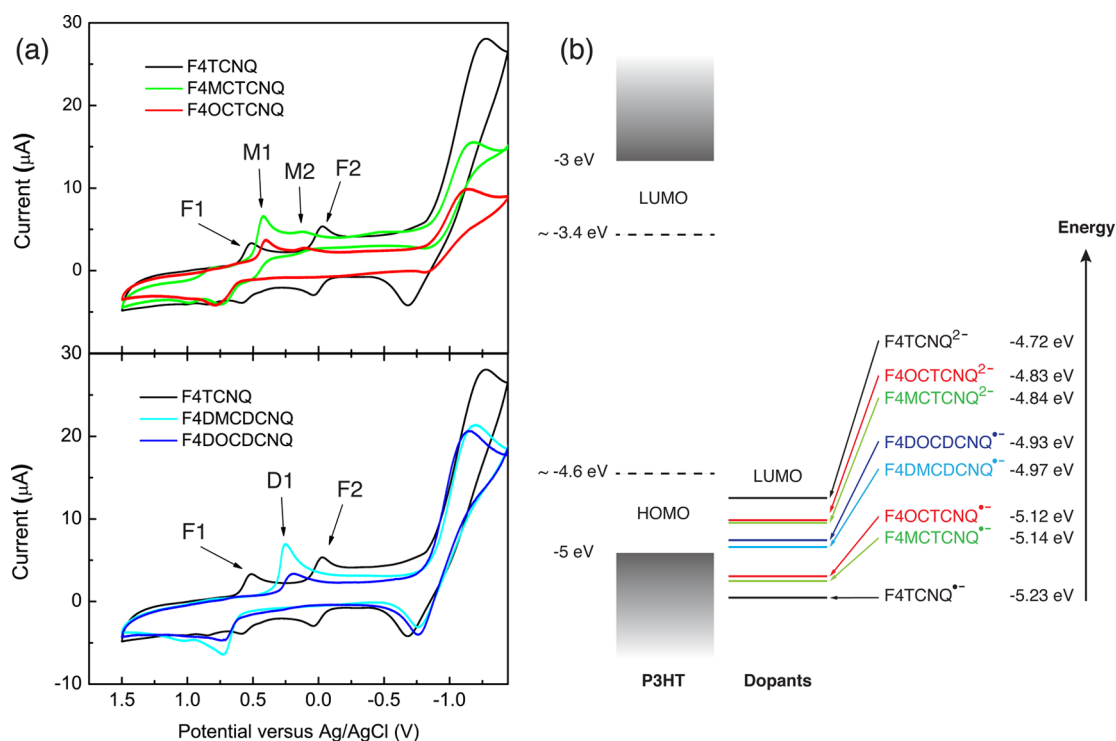 (a)
30
20
10
0
Current (μA)
F4TCNQ
F4MCTCNQ
F4OCTCNQ
F1
M1
M2
F2
30
20
10
0
-10
Current (μA)
F4TCNQ
F4DMCDCNQ
F4DOCDCNQ
F1
D1
F2
1.5 1.0 0.5 0.0 -0.5 -1.0
Potential versus Ag/AgCl (V)
(b)
-3 eV
LUMO
~ -3.4 eV
~ -4.6 eV
HOMO
-5 eV
P3HT
LUMO
Dopants
Energy
F4TCNQ²⁻ -4.72 eV
F4OCTCNQ²⁻ -4.83 eV
F4MCTCNQ²⁻ -4.84 eV
F4DOCDCNQ•⁻ -4.93 eV
F4DMCDCNQ•⁻ -4.97 eV
F4OCTCNQ•⁻ -5.12 eV
F4MCTCNQ•⁻ -5.14 eV
F4TCNQ•⁻ -5.23 eV